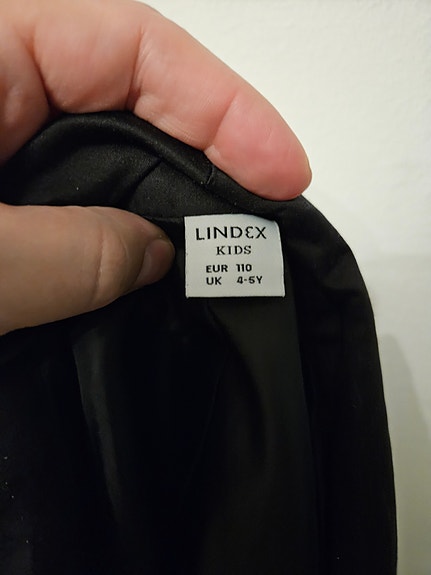 LINDEX
KIDS
EUR 110
UK 4-5Y